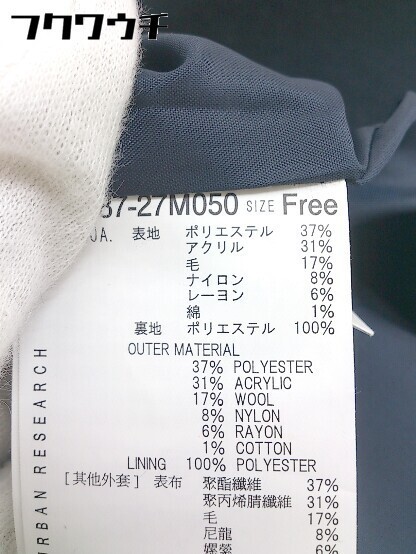 フクワウチ
87-27M050 SIZE Free
JA. 表地 ポリエステル 37%
アクリル 31%
毛 17%
ナイロン 8%
レーヨン 6%
綿 1%
裏地 ポリエステル 100%
OUTER MATERIAL
37% POLYESTER
31% ACRYLIC
17% WOOL
8% NYLON
6% RAYON
1% COTTON
LINING 100% POLYESTER
[其他外套] 表布 聚酯纖維 37%
聚丙烯腈纖維 31%
毛 17%
尼龍 8%
嫘縈 6%
URBAN RESEARCH